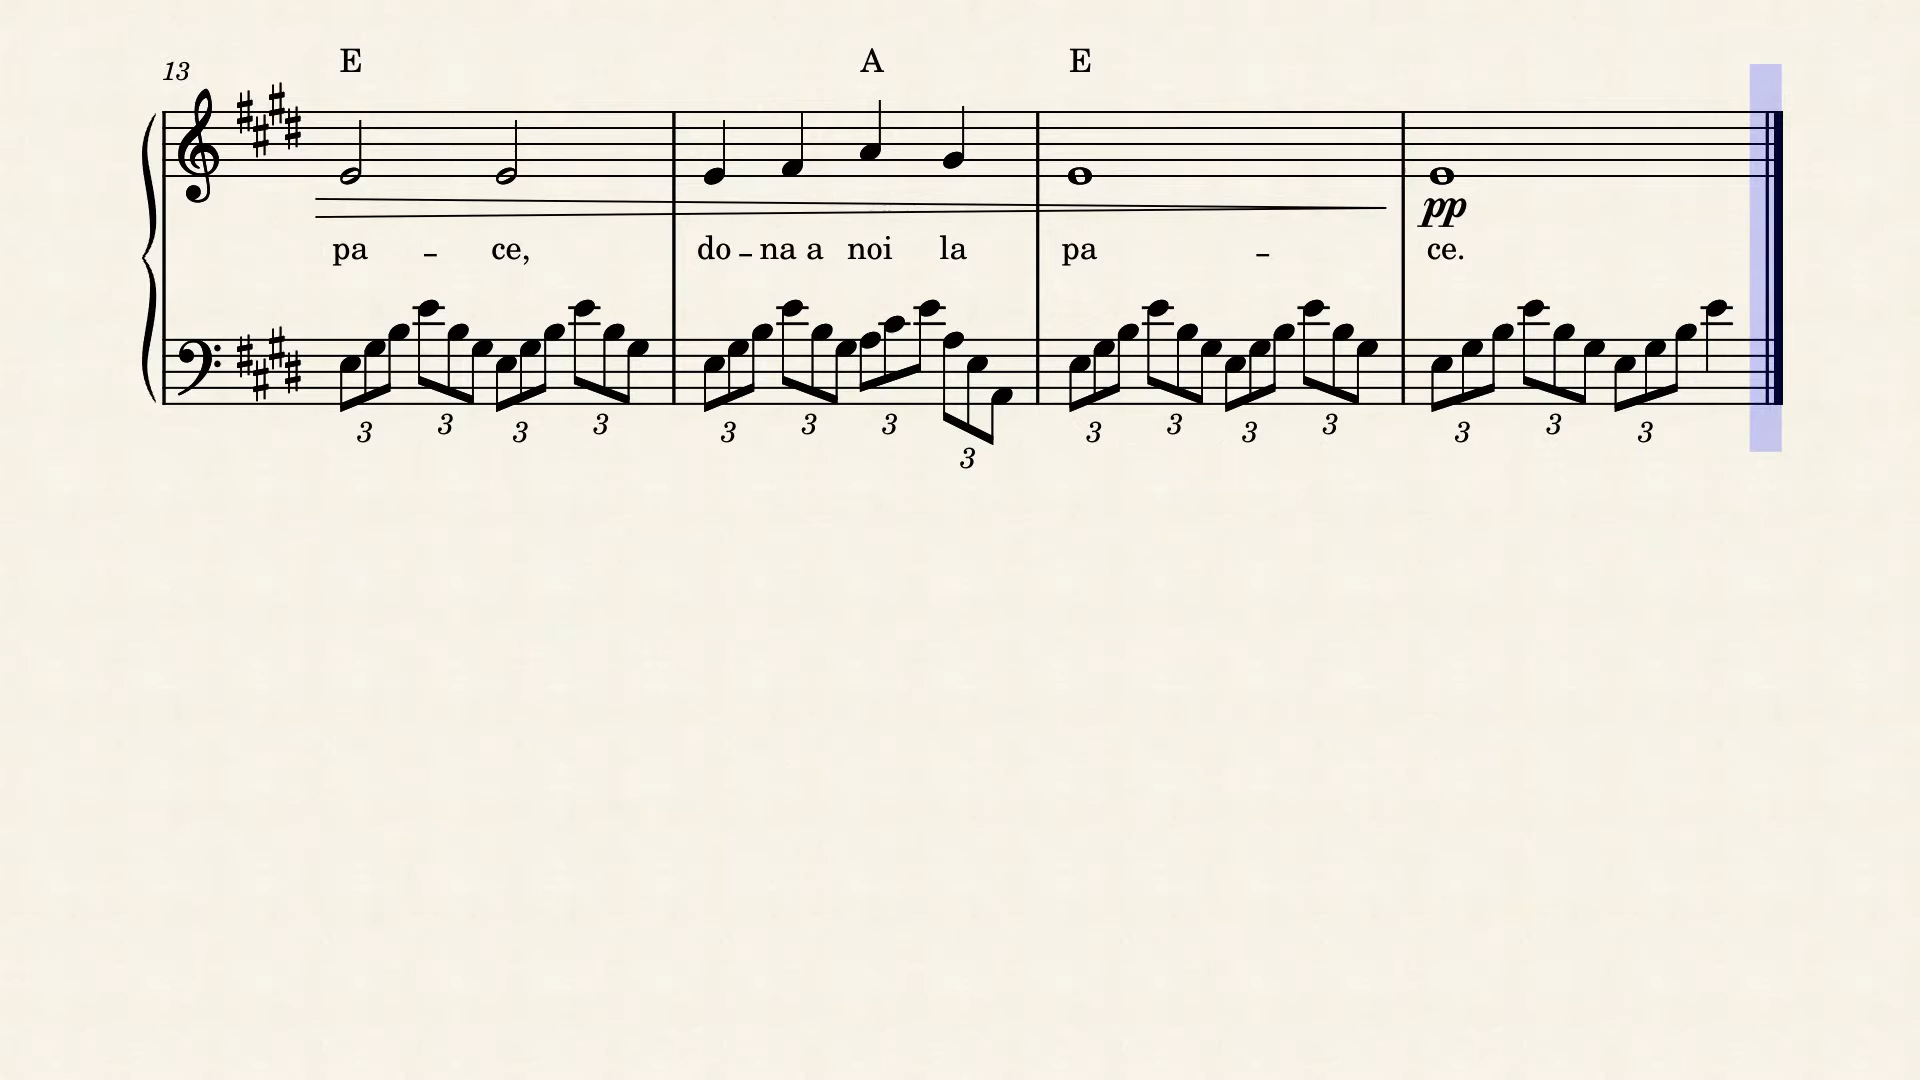 13 E A E
pp
pa – ce, do – na a noi la pa – ce.
3 3 3 3 3 3 3 3 3 3 3 3 3 3 3